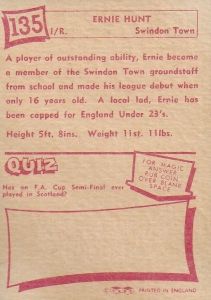 135
ERNIE HUNT
I/R.
Swindon Town
A player of outstanding ability, Ernie
become a member of the Swindon Town groundstaff
from school and made his league debut when
only 16 years old. A local lad, Ernie has
been capped for England Under 23's.
Height 5ft. 8ins. Weight 11st. 11lbs.
QUIZ
Has an F.A. Cup Semi-Final ever
played in Scotland?
FOR MAGIC
ANSWER
RUB COIN
OVER BLANK
SPACE
PRINTED IN ENGLAND